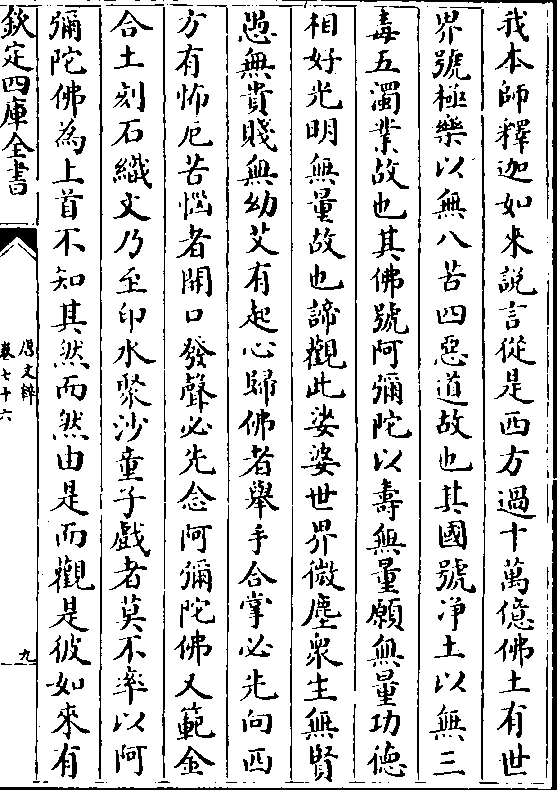 我本師釋迦如来説言從是西方過十萬億佛土有世
界號極樂以無八苦四惡道故也其國號淨土以無三
毒五濁業故也其佛號阿彌陀以壽無量願無量功德
相好光明無量故也諦觀此娑婆世界微塵衆生無賢
愚無貴賤無幼艾有起心歸佛者舉手合掌必先向西
方有怖厄苦惱者開口發聲必先念阿彌陀佛又範金
合土刻石織文乃至印水聚沙童子戲者莫不率以阿
彌陀佛為上首不知其然而然由是而觀是彼如來有
欽定四庫全書
唐文粹
卷七十六
九